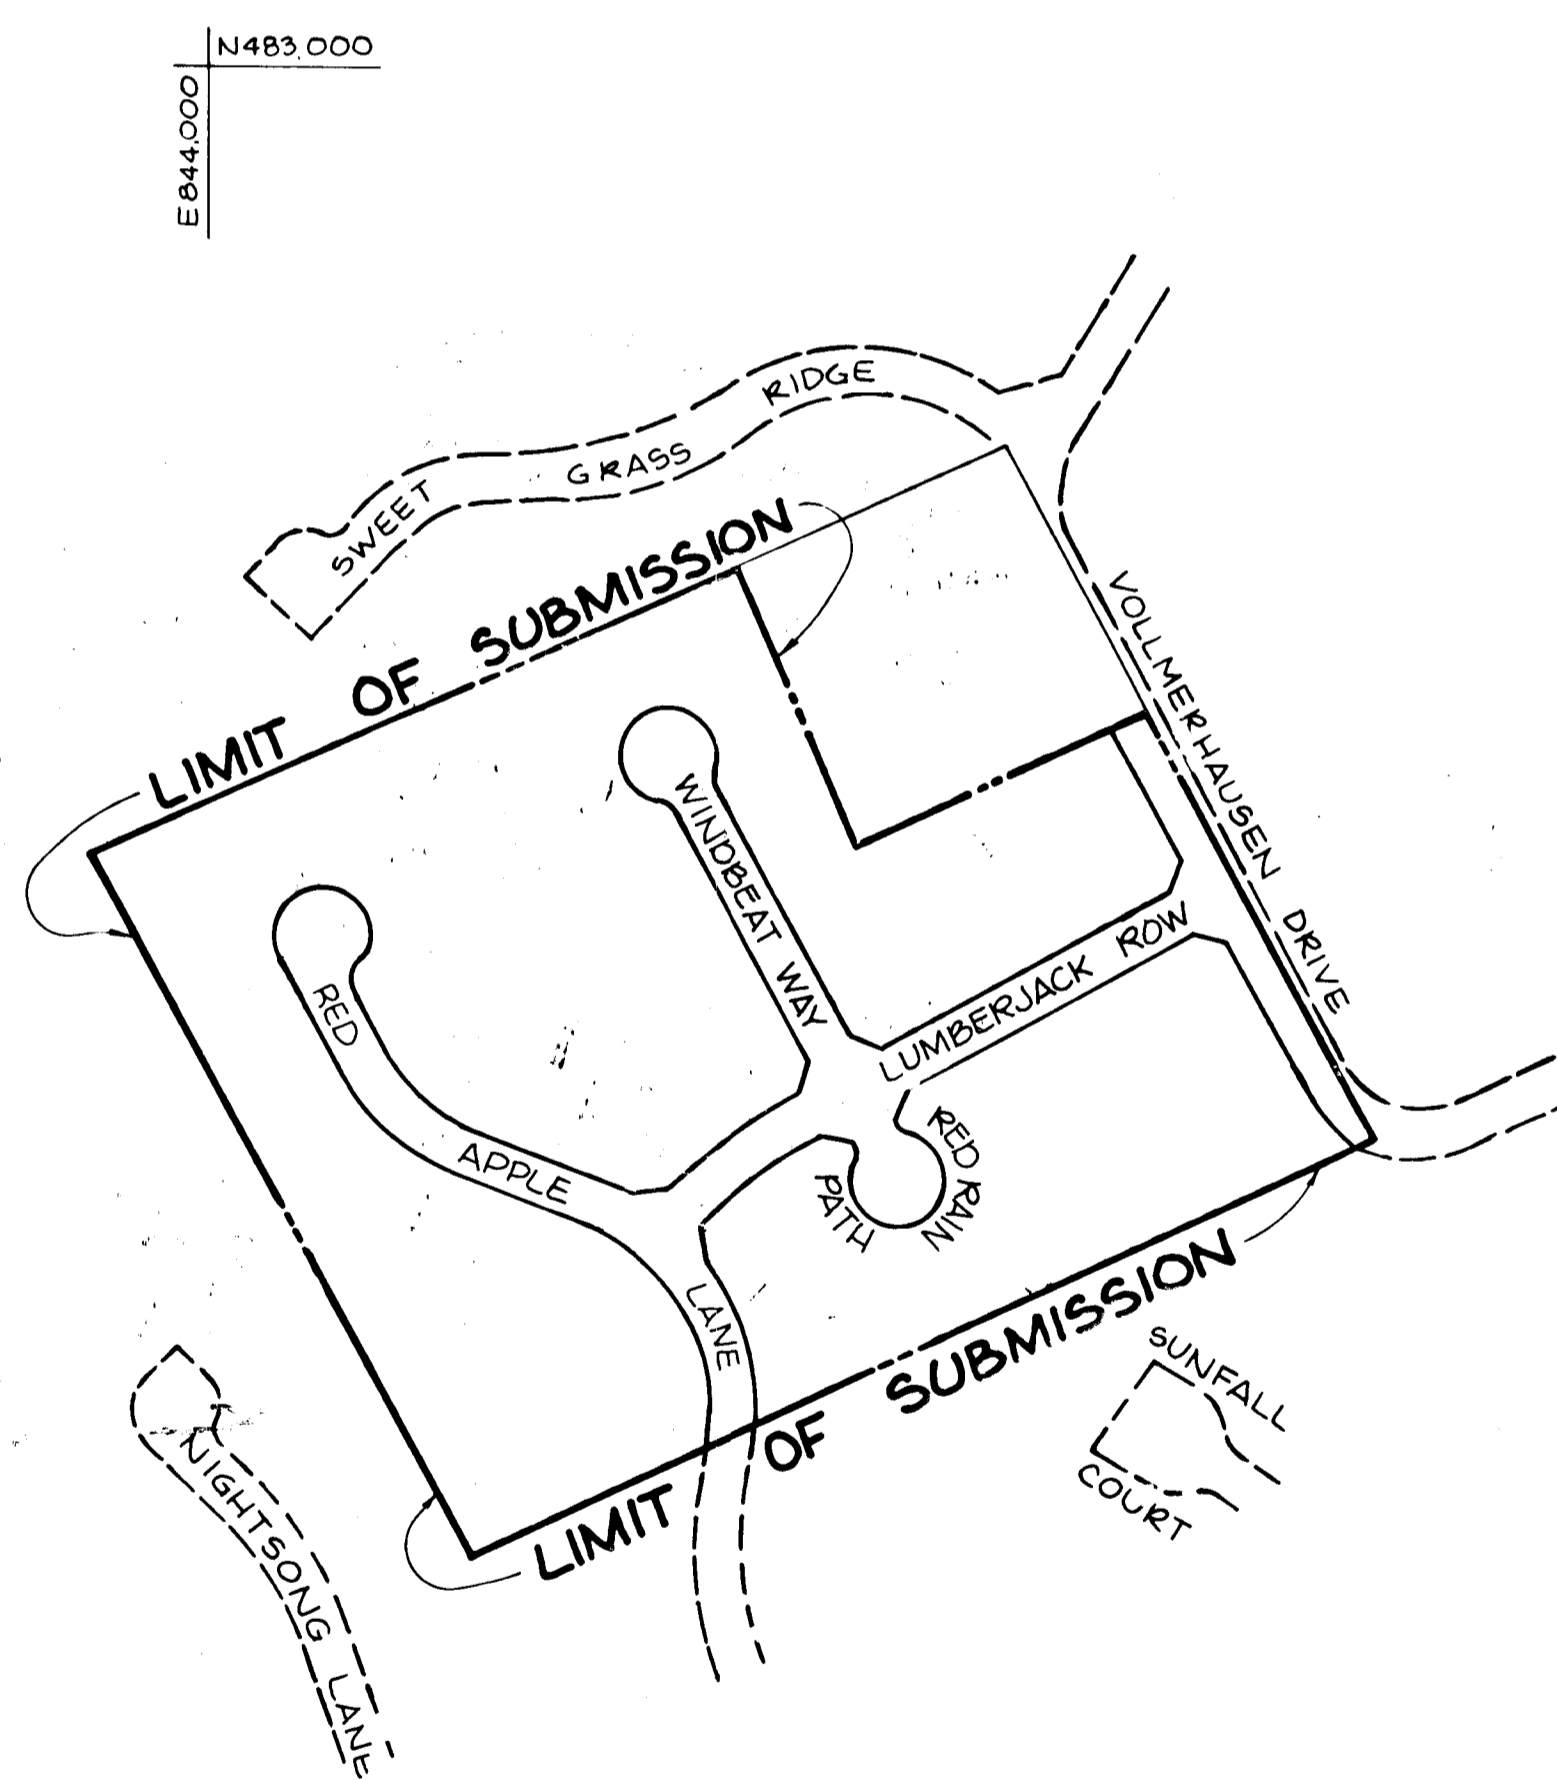 N483,000
E844,000
SWEET GRASS RIDGE
LIMIT OF SUBMISSION
VOLLMERHAUSEN DRIVE
WINDBEAT WAY
LUMBERJACK ROW
RED APPLE LANE
RED RAIN PATH
LIMIT OF SUBMISSION
SUNFALL COURT
NIGHTSONG LANE